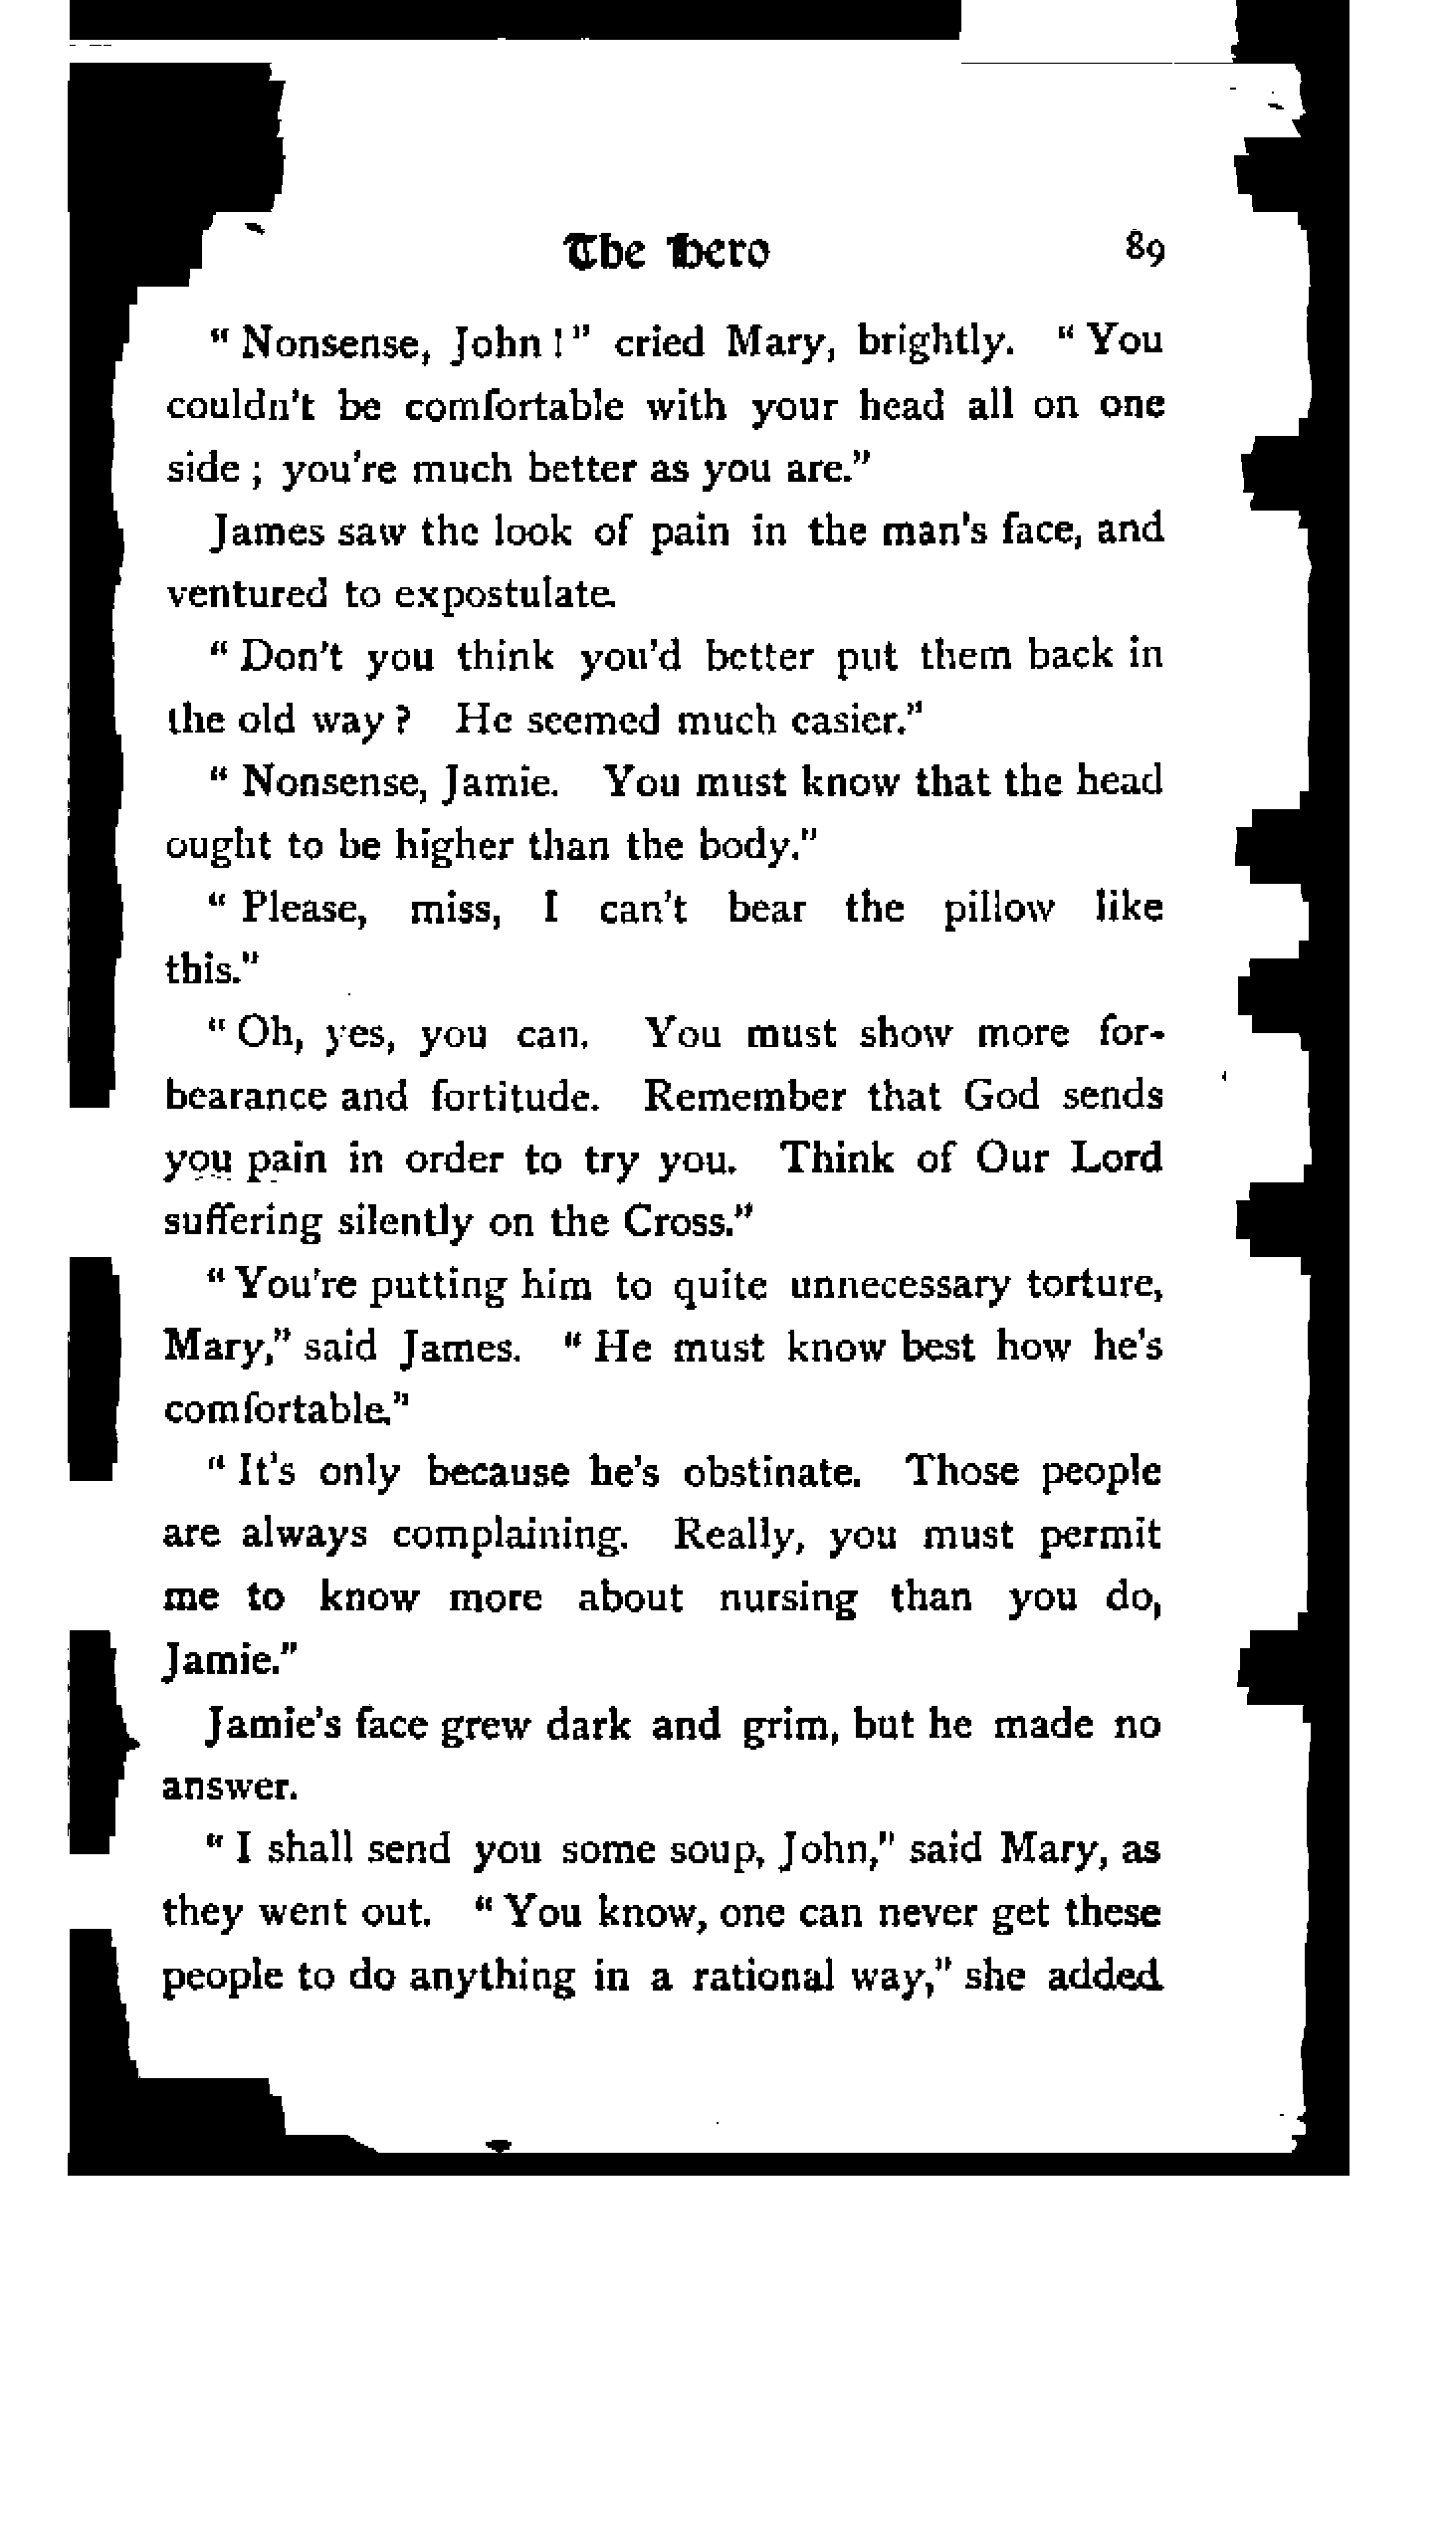 The Hero 89
“ Nonsense, John !” cried Mary, brightly. “ You
couldn't be comfortable with your head all on one
side ; you're much better as you are.”
James saw the look of pain in the man's face, and
ventured to expostulate.
“ Don't you think you'd better put them back in
the old way ? He seemed much easier.”
“ Nonsense, Jamie. You must know that the head
ought to be higher than the body.”
“ Please, miss, I can't bear the pillow like
this.”
“ Oh, yes, you can. You must show more for-
bearance and fortitude. Remember that God sends
you pain in order to try you. Think of Our Lord
suffering silently on the Cross.”
“ You're putting him to quite unnecessary torture,
Mary,” said James. “ He must know best how he's
comfortable.”
“ It's only because he's obstinate. Those people
are always complaining. Really, you must permit
me to know more about nursing than you do,
Jamie.”
Jamie's face grew dark and grim, but he made no
answer.
“ I shall send you some soup, John,” said Mary, as
they went out. “ You know, one can never get these
people to do anything in a rational way,” she added